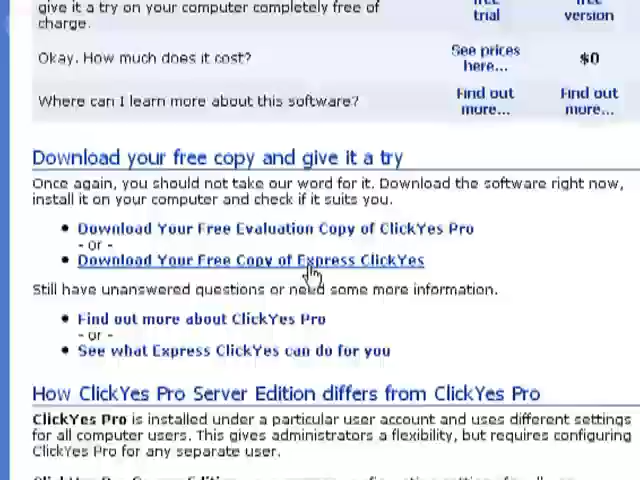 give it a try on your computer completely free of
charge.
trial
version
Okay. How much does it cost?
See prices
here...
$0
Where can I learn more about this software?
Find out
more...
Find out
more...
Download your free copy and give it a try
Once again, you should not take our word for it. Download the software right now,
install it on your computer and check if it suits you.
• Download Your Free Evaluation Copy of ClickYes Pro
- or -
• Download Your Free Copy of Express ClickYes
Still have unanswered questions or need some more information.
• Find out more about ClickYes Pro
- or -
• See what Express ClickYes can do for you
How ClickYes Pro Server Edition differs from ClickYes Pro
ClickYes Pro is installed under a particular user account and uses different settings
for all computer users. This gives administrators a flexibility, but requires configuring
ClickYes Pro for any separate user.